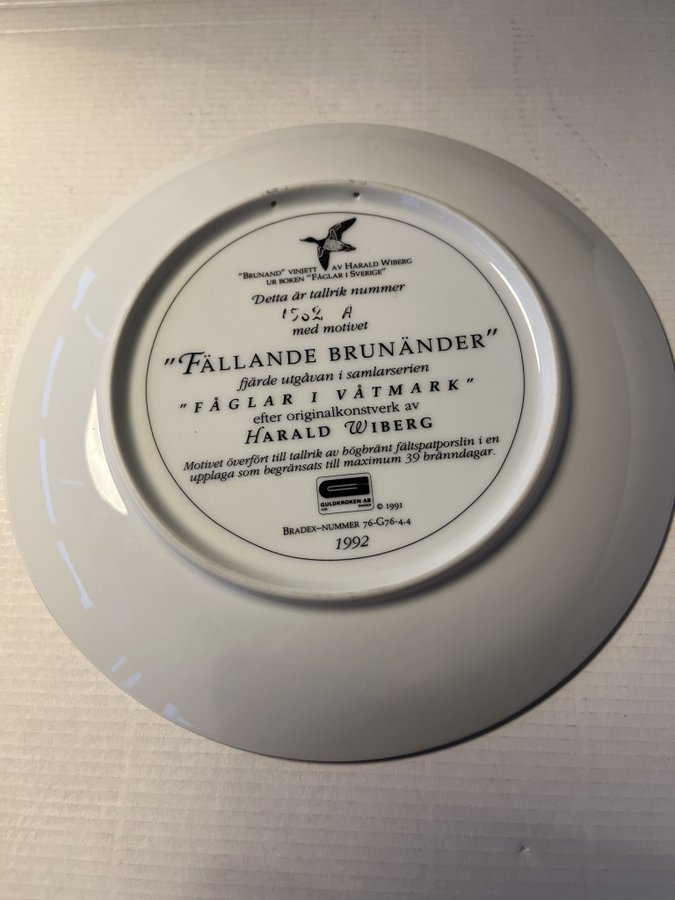 "BRUNAND" VINJETT AV HARALD WIBERG
UR BOKEN "FÅGLAR I SVERIGE"
Detta är tallrik nummer
1762 A
med motivet
"FÄLLANDE BRUNÄNDER"
fjärde utgåvan i samlarserien
"FÅGLAR I VÅTMARK"
efter originalkonstverk av
HARALD WIBERG
Motivet överfört till tallrik av högbränt fältspatporslin i en
upplaga som begränsats till maximum 39 bränndagar.
GULDKROKEN AB
© 1991
BRADEX-NUMMER 76-G76-4.4
1992